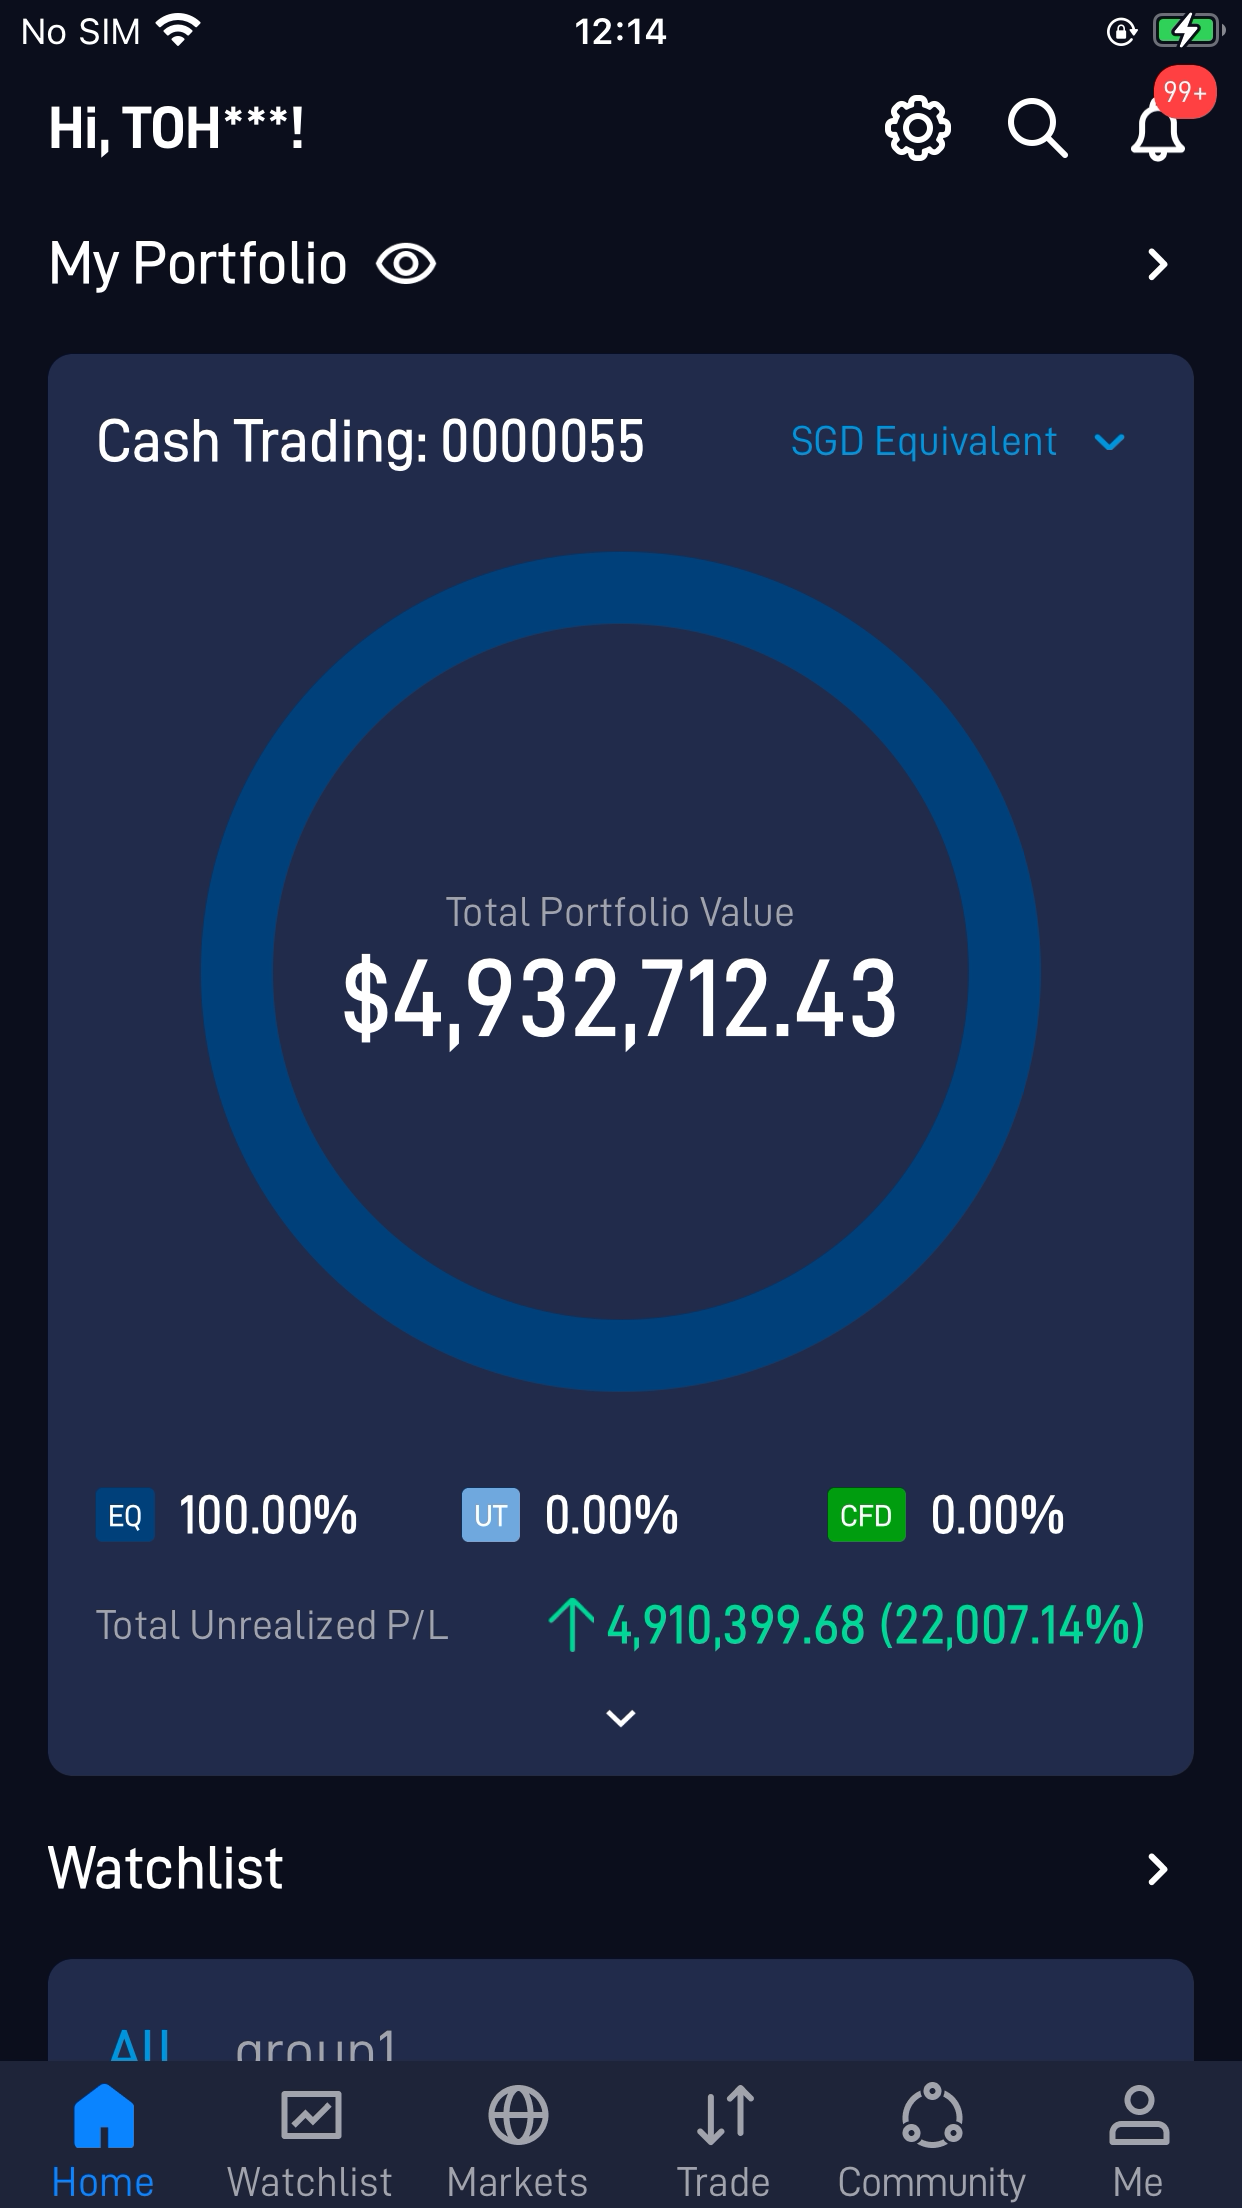 No SIM 12:14
99+
Hi, TOH***!
My Portfolio
Cash Trading: 0000055 SGD Equivalent
Total Portfolio Value
$4,932,712.43
EQ 100.00% UT 0.00% CFD 0.00%
Total Unrealized P/L 4,910,399.68 (22,007.14%)
Watchlist
All group1
Home Watchlist Markets Trade Community Me